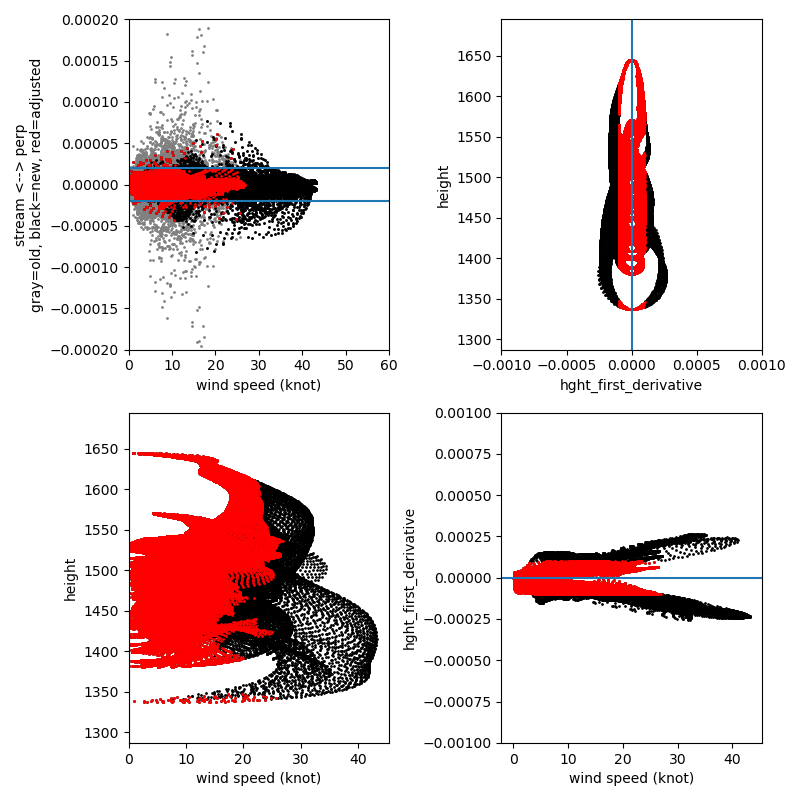 0.00020
0.00015
0.00010
0.00005
0.00000
−0.00005
−0.00010
−0.00015
−0.00020
stream <--> perp
gray=old, black=new, red=adjusted
0 10 20 30 40 50 60
wind speed (knot)
1650
1600
1550
1500
1450
1400
1350
1300
height
−0.0010 −0.0005 0.0000 0.0005 0.0010
hght_first_derivative
1650
1600
1550
1500
1450
1400
1350
1300
height
0 10 20 30 40
wind speed (knot)
0.00100
0.00075
0.00050
0.00025
0.00000
−0.00025
−0.00050
−0.00075
−0.00100
hght_first_derivative
0 10 20 30 40
wind speed (knot)